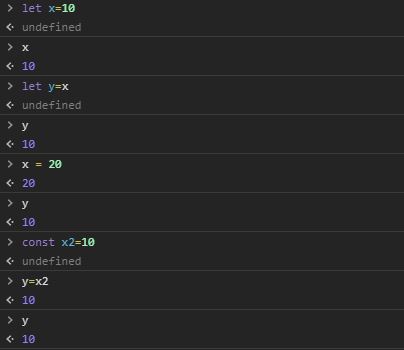 > let x=10
<· undefined
> x
<· 10
> let y=x
<· undefined
> y
<· 10
> x = 20
<· 20
> y
<· 10
> const x2=10
<· undefined
> y=x2
<· 10
> y
<· 10